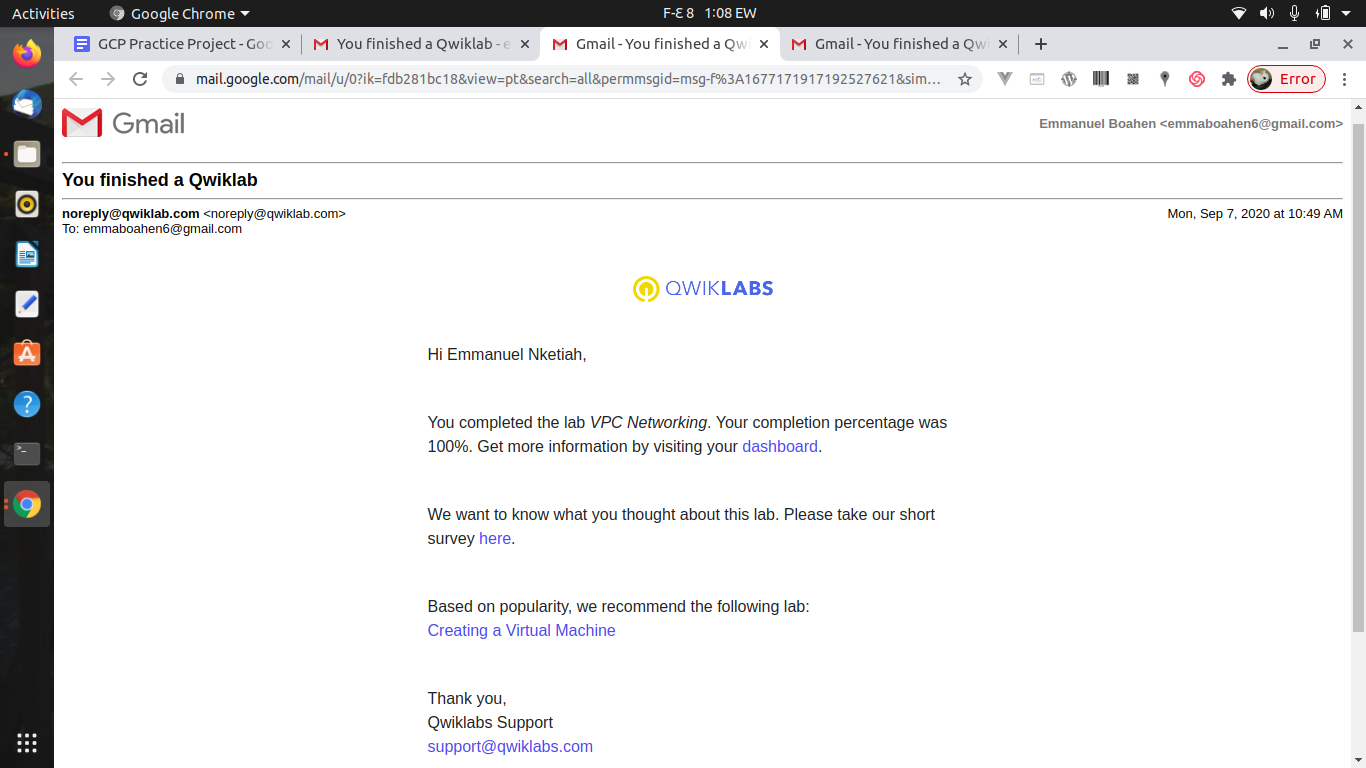 Activities
Google Chrome
F-Ɛ 8 1:08 EW
GCP Practice Project - Goo
You finished a Qwiklab - e
Gmail - You finished a Qwi
Gmail - You finished a Qw
mail.google.com/mail/u/0?ik=fdb281bc18&view=pt&search=all&permmsgid=msg-f%3A1677171917192527621&sim…
Error
Gmail
Emmanuel Boahen <emmaboahen6@gmail.com>
You finished a Qwiklab
noreply@qwiklab.com <noreply@qwiklab.com>
Mon, Sep 7, 2020 at 10:49 AM
To: emmaboahen6@gmail.com
QWIKLABS
Hi Emmanuel Nketiah,
You completed the lab VPC Networking. Your completion percentage was
100%. Get more information by visiting your dashboard.
We want to know what you thought about this lab. Please take our short
survey here.
Based on popularity, we recommend the following lab:
Creating a Virtual Machine
Thank you,
Qwiklabs Support
support@qwiklabs.com